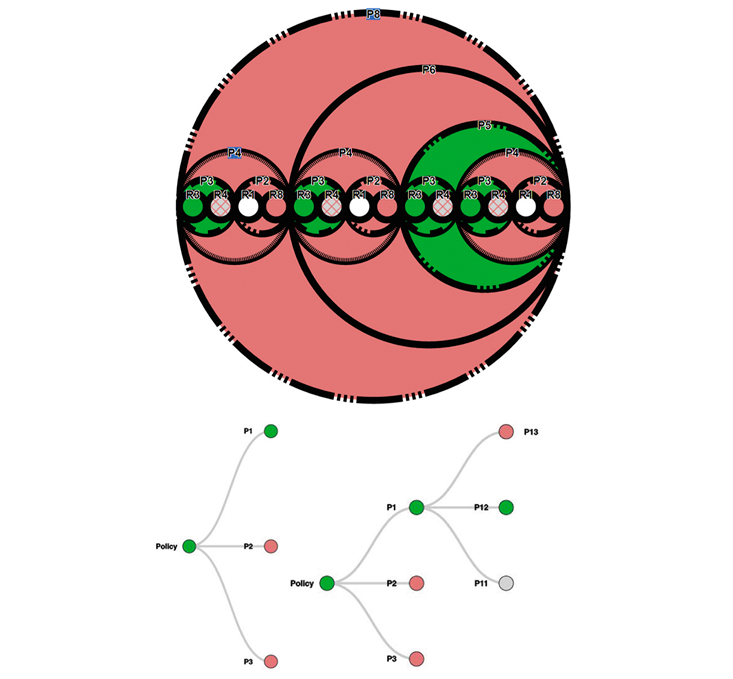 P8
P6
P5
P4 P4 P4
P3 P2 P3 P2 P3 P3 P2
R3 R4 R1 R8 R3 R4 R1 R8 R3 R4 R3 R4 R1 R8
P1
Policy P2
P3
P13
P1 P12
Policy P2 P11
P3